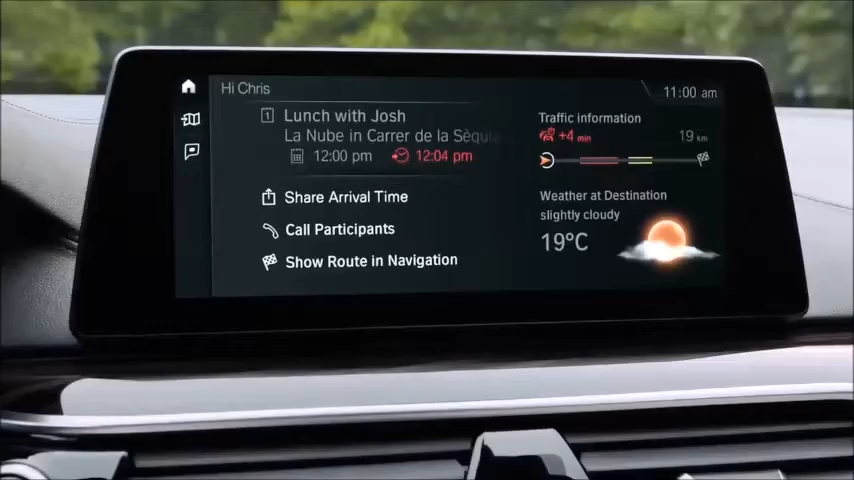 Hi Chris
11:00 am
1
Lunch with Josh
La Nube in Carrer de la Sèquia
12:00 pm 12:04 pm
Share Arrival Time
Call Participants
Show Route in Navigation
Traffic information
+4 min 19 km
Weather at Destination
slightly cloudy
19°C